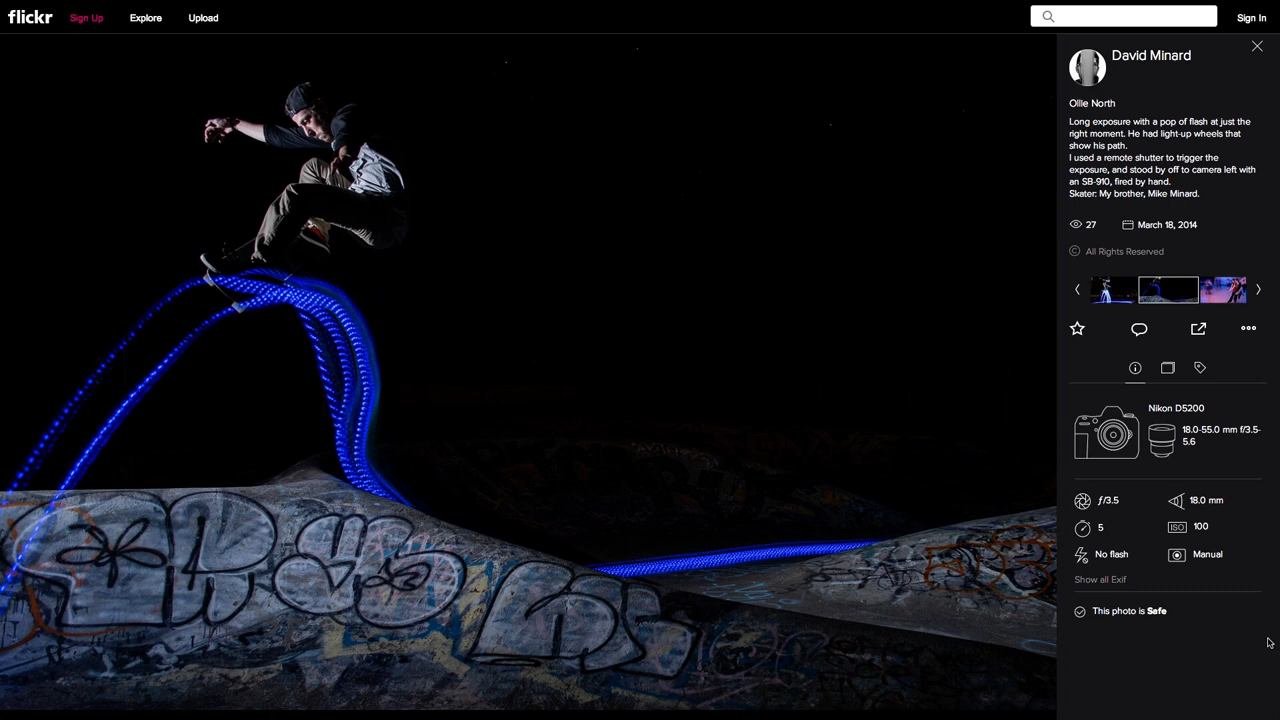 flickr Sign Up Explore Upload Sign In
David Minard
Ollie North
Long exposure with a pop of flash at just the
right moment. He had light-up wheels that
show his path.
I used a remote shutter to trigger the
exposure, and stood by off to camera left with
an SB-910, fired by hand.
Skater: My brother, Mike Minard.
27 March 18, 2014
© All Rights Reserved
Nikon D5200
18.0-55.0 mm f/3.5-
5.6
ƒ/3.5 18.0 mm
5 ISO 100
No flash Manual
Show all Exif
This photo is Safe